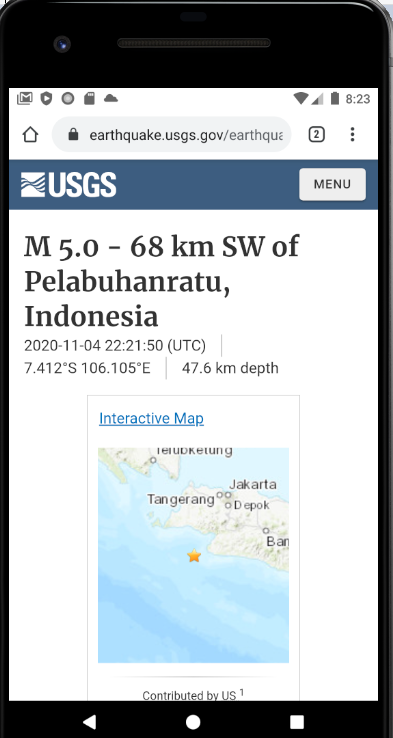 8:23
earthquake.usgs.gov/earthqua
2
USGS
MENU
M 5.0 - 68 km SW of
Pelabuhanratu,
Indonesia
2020-11-04 22:21:50 (UTC)
7.412°S 106.105°E
47.6 km depth
Interactive Map
Telukbetung
Jakarta
Tangerang
Depok
Ban
Contributed by US 1